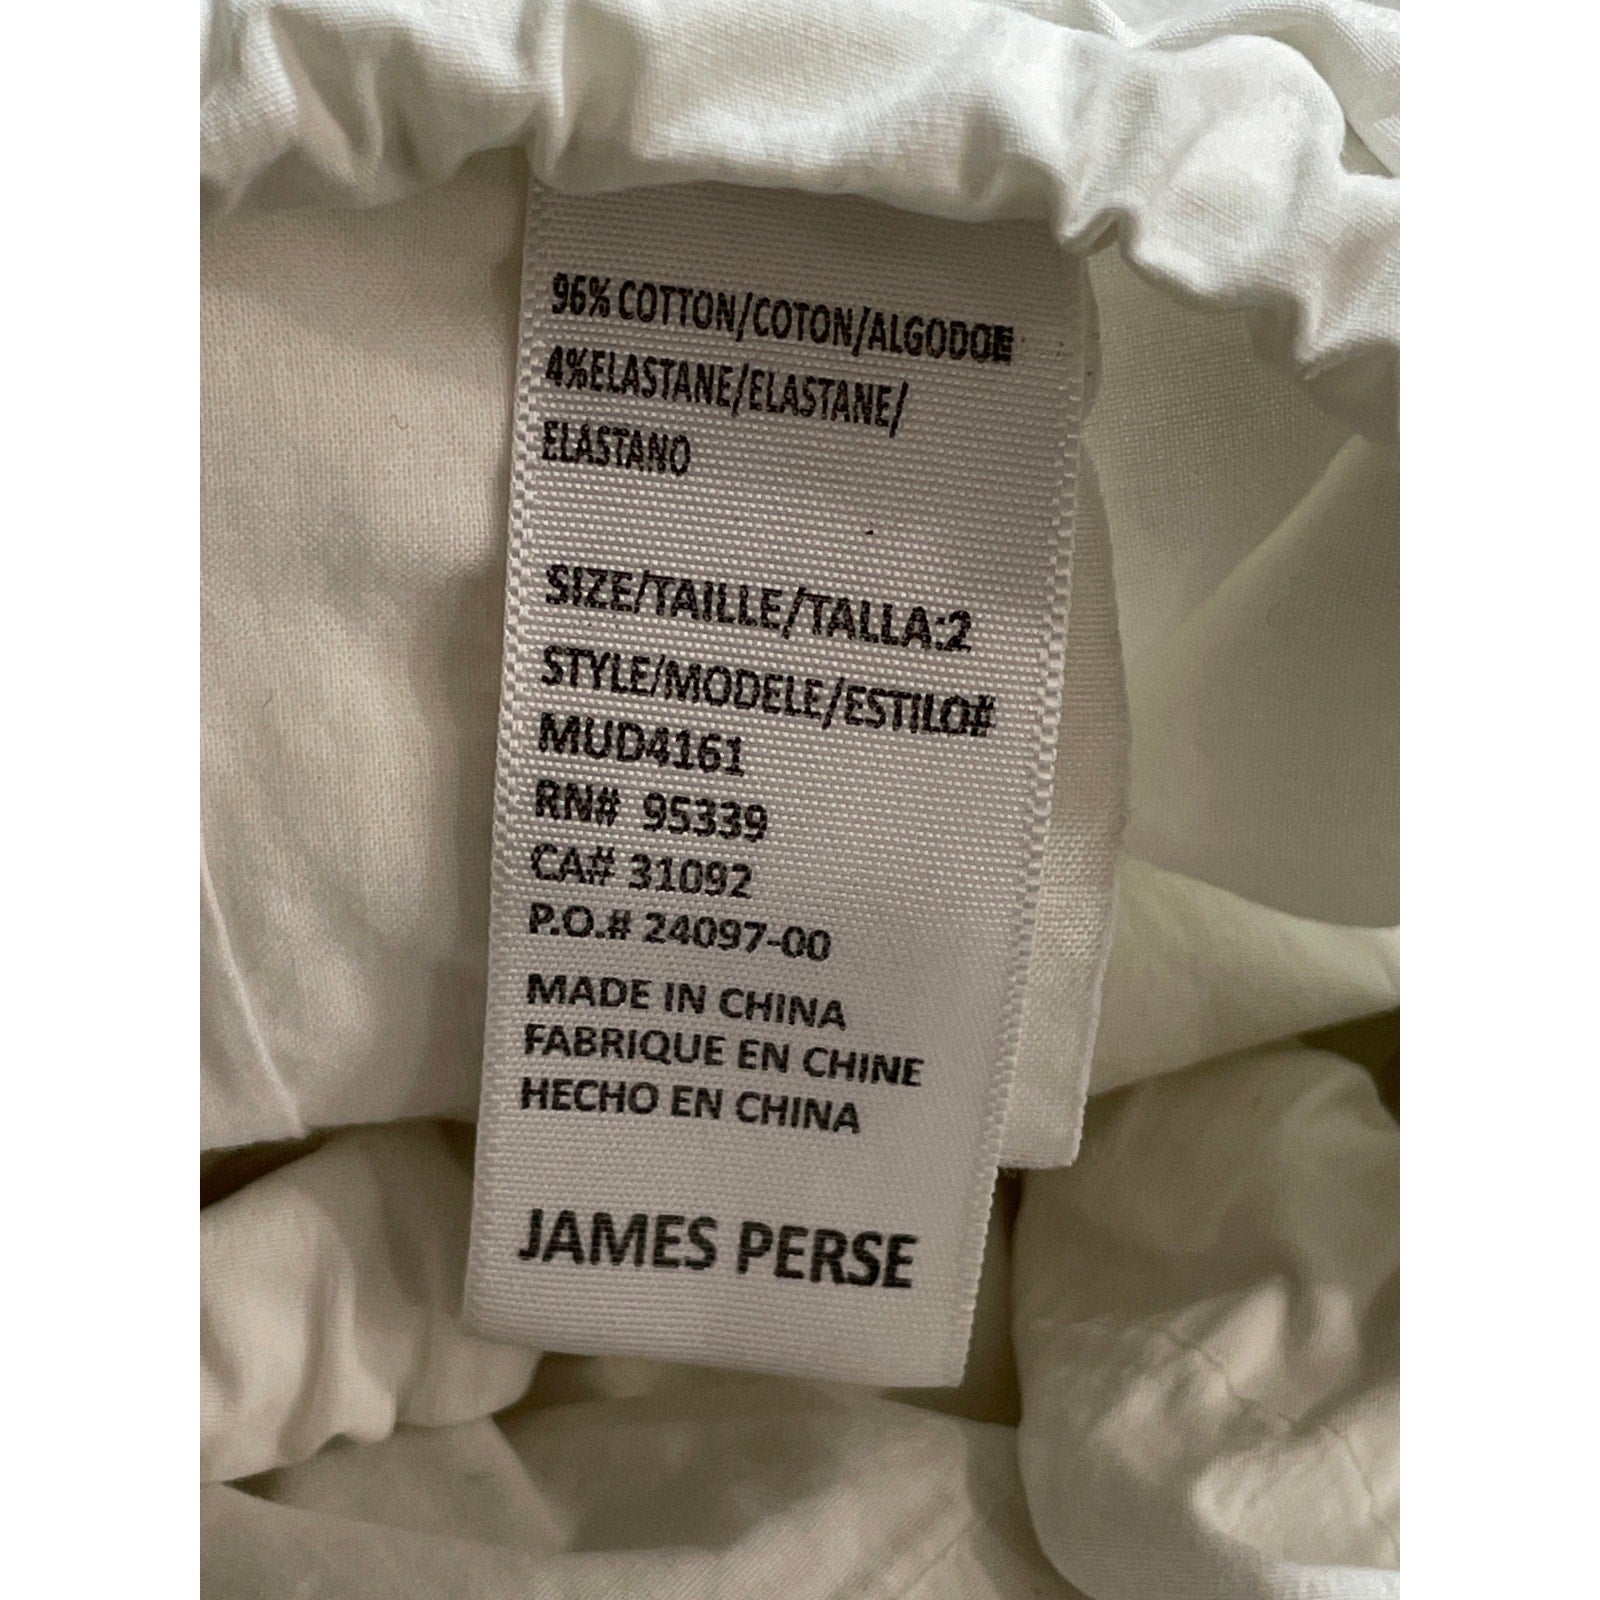 96% COTTON/COTON/ALGODOE
4%ELASTANE/ELASTANE/
ELASTANO
SIZE/TAILLE/TALLA:2
STYLE/MODELE/ESTILO#
MUD4161
RN# 95339
CA# 31092
P.O.# 24097-00
MADE IN CHINA
FABRIQUE EN CHINE
HECHO EN CHINA
JAMES PERSE